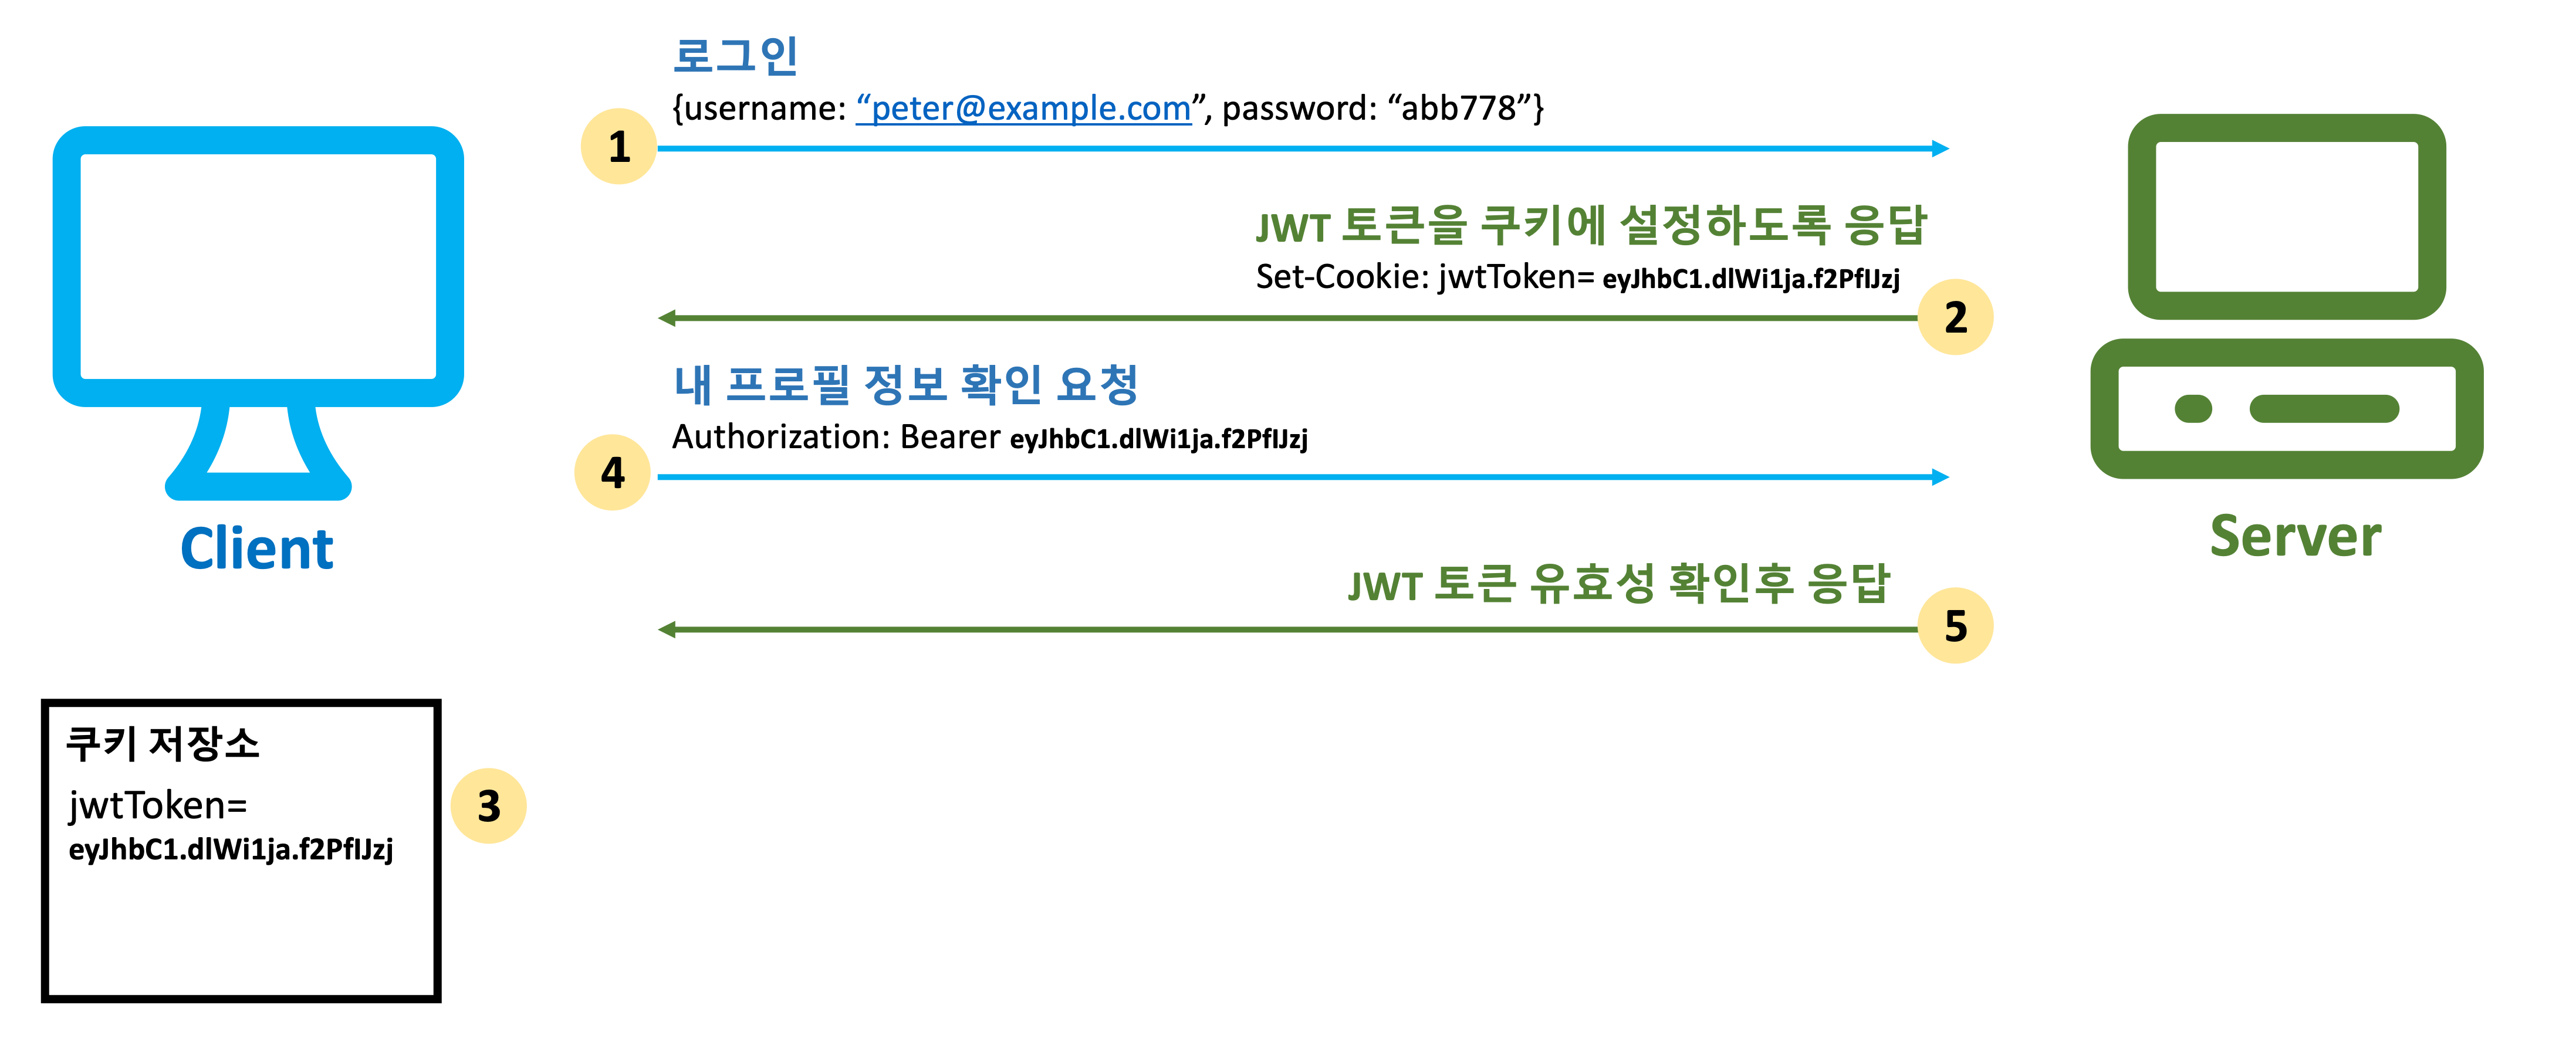 로그인
{username: “peter@example.com”, password: “abb778”}
1
JWT 토큰을 쿠키에 설정하도록 응답
Set-Cookie: jwtToken= eyJhbC1.dlWi1ja.f2PfIJzj
2
내 프로필 정보 확인 요청
Authorization: Bearer eyJhbC1.dlWi1ja.f2PfIJzj
4
Client
Server
JWT 토큰 유효성 확인후 응답
5
쿠키 저장소
jwtToken=
eyJhbC1.dlWi1ja.f2PfIJzj
3